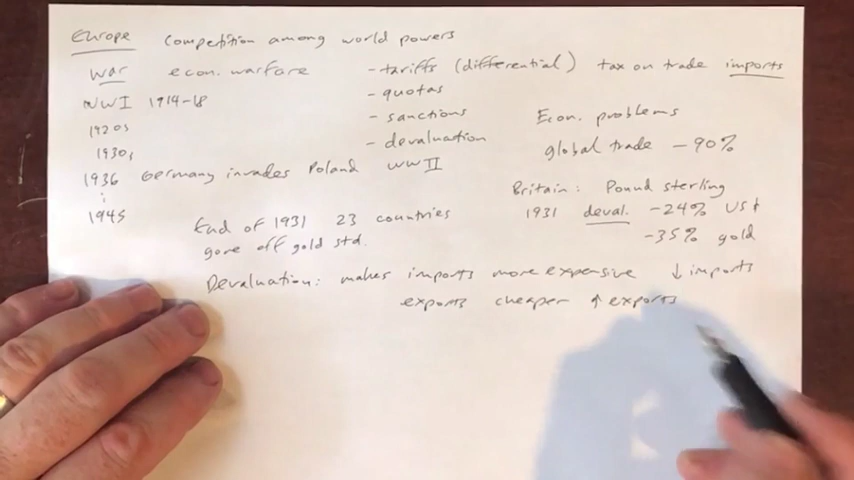 Europe competition among world powers
war econ. warfare - tariffs (differential) tax on trade imports
WWI 1914-18 - quotas
1920s - sanctions Econ. problems
1930s - devaluation global trade -90%
1936 Germany invades Poland WWII
1945 Britain: Pound sterling
End of 1931 23 countries 1931 deval. -24% US$
gone off gold std. -35% gold
Devaluation: makes imports more expensive ↓ imports
exports cheaper ↑ exports